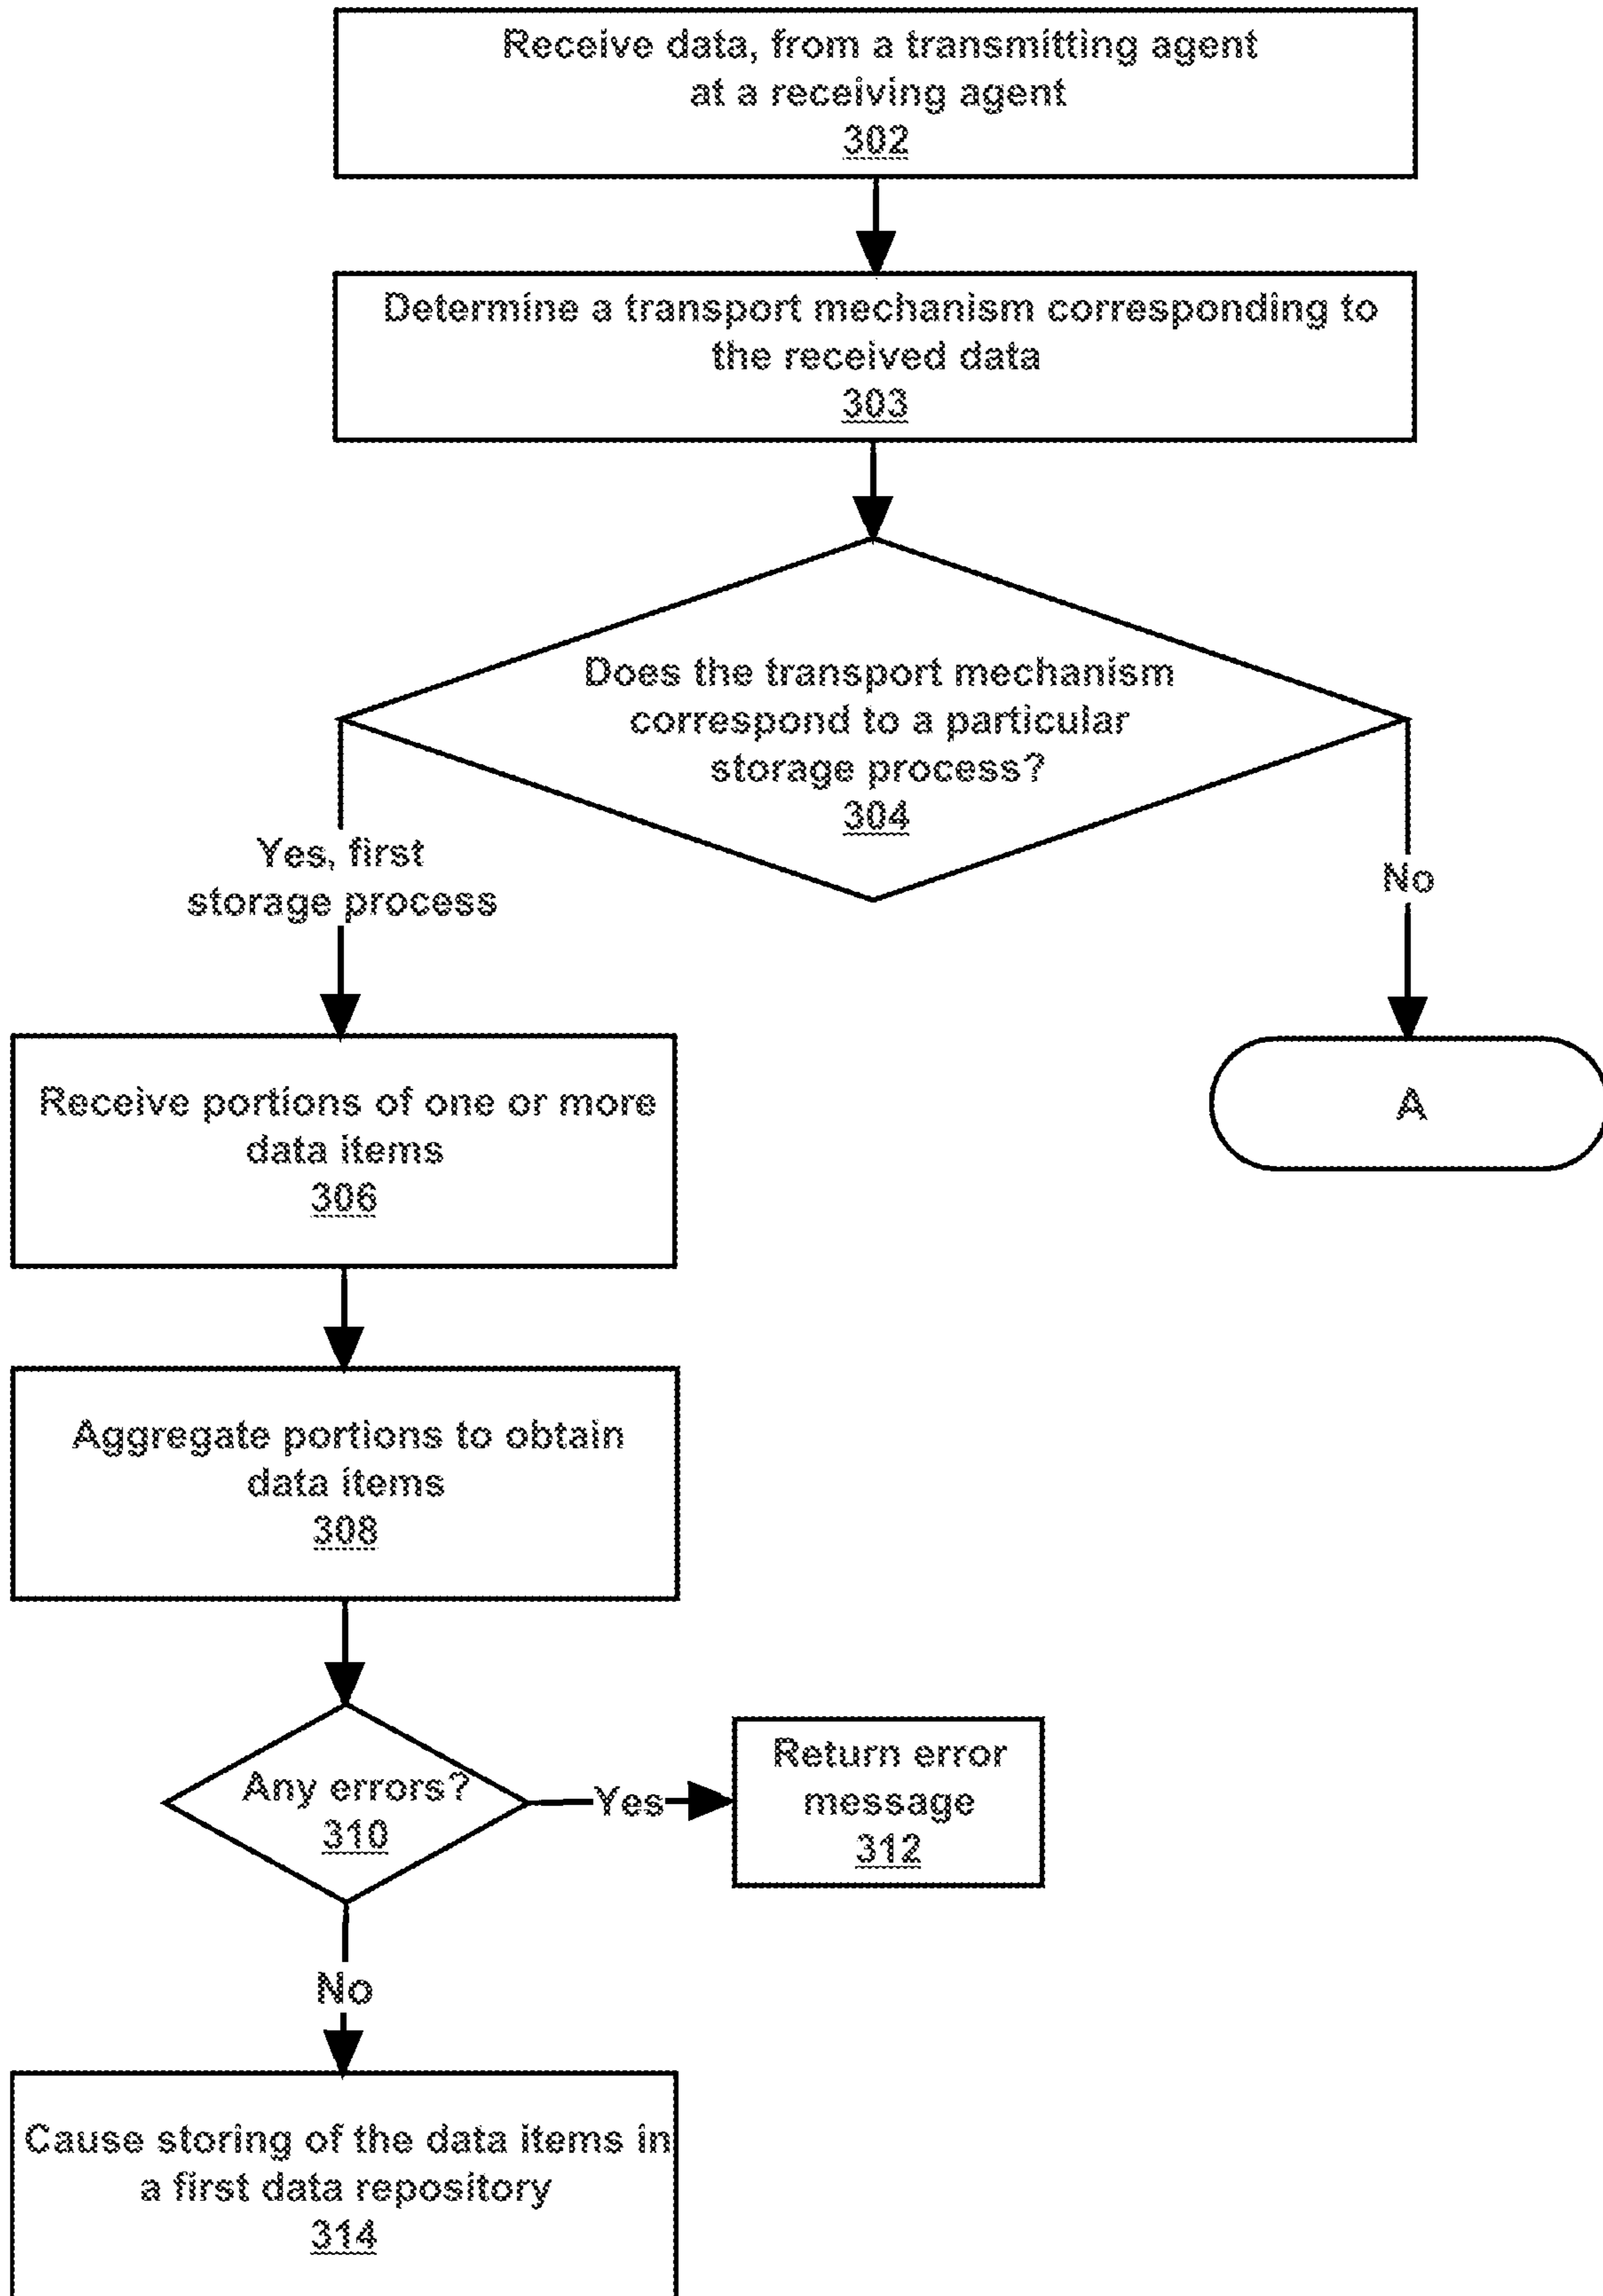 Receive data, from a transmitting agent
at a receiving agent
302
Determine a transport mechanism corresponding to
the received data
303
Does the transport mechanism
correspond to a particular
storage process?
304
Yes, first
storage process
No
Receive portions of one or more
data items
306
A
Aggregate portions to obtain
data items
308
Any errors?
310
Yes
Return error
message
312
No
Cause storing of the data items in
a first data repository
314